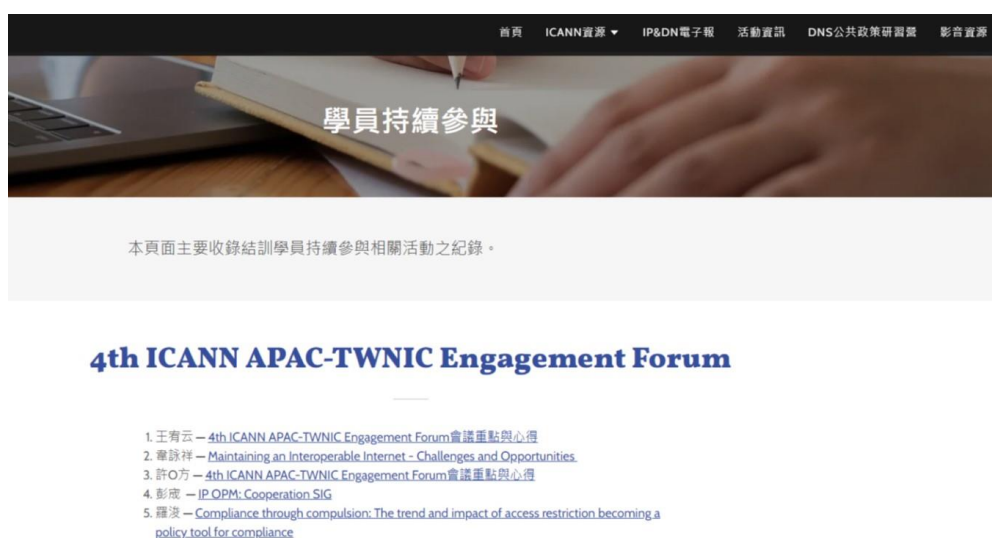 首頁 ICANN資源 ▼ IP&DN電子報 活動資訊 DNS公共政策研習營 影音資源
學員持續參與
本頁面主要收錄結訓學員持續參與相關活動之紀錄。
4th ICANN APAC-TWNIC Engagement Forum
1. 王宥云 — 4th ICANN APAC-TWNIC Engagement Forum會議重點與心得
2. 韋詠祥 — Maintaining an Interoperable Internet - Challenges and Opportunities
3. 許O方 — 4th ICANN APAC-TWNIC Engagement Forum會議重點與心得
4. 彭宬 — IP OPM: Cooperation SIG
5. 羅浚 — Compliance through compulsion: The trend and impact of access restriction becoming a
policy tool for compliance